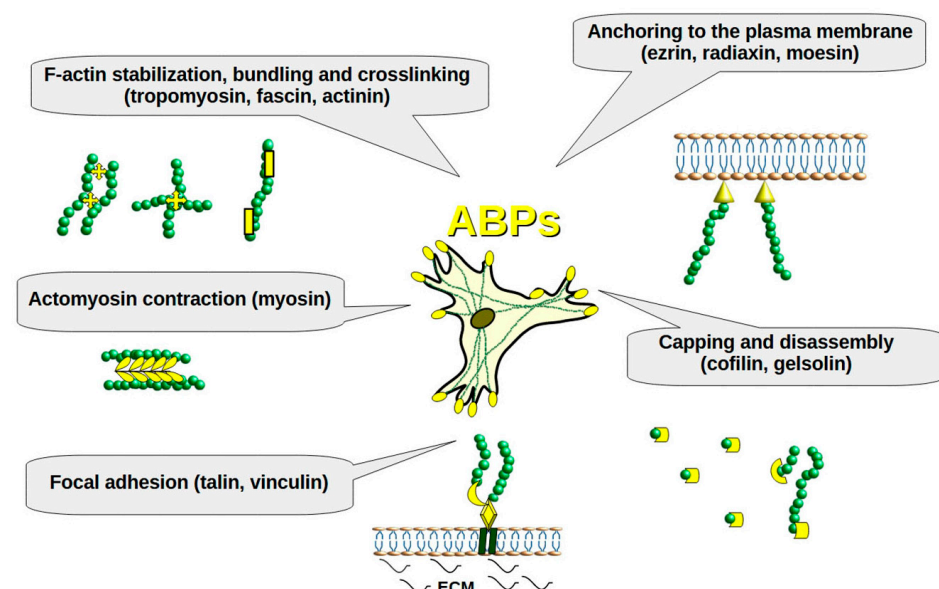 Anchoring to the plasma membrane
(ezrin, radiaxin, moesin)
F-actin stabilization, bundling and crosslinking
(tropomyosin, fascin, actinin)
ABPs
Actomyosin contraction (myosin)
Capping and disassembly
(cofilin, gelsolin)
Focal adhesion (talin, vinculin)
ECM